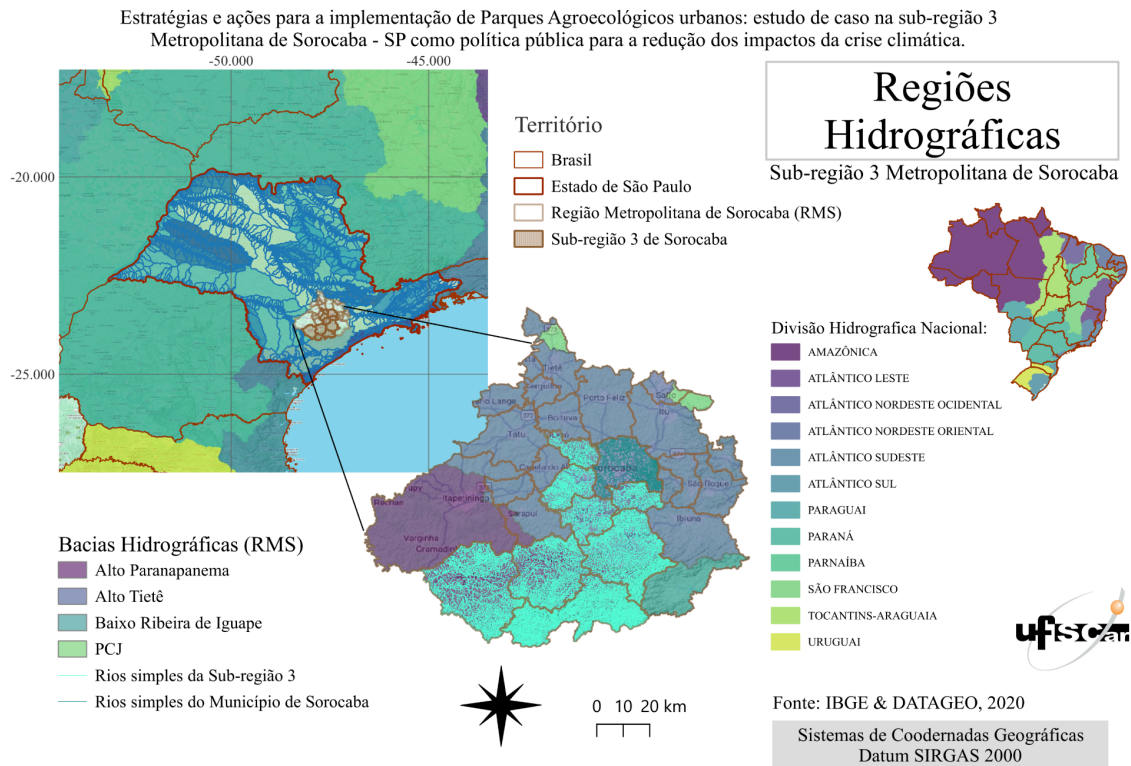 Estratégias e ações para a implementação de Parques Agroecológicos urbanos: estudo de caso na sub-região 3
Metropolitana de Sorocaba - SP como política pública para a redução dos impactos da crise climática.
-50.000
-45.000
-20.000
-25.000
Território
Brasil
Estado de São Paulo
Região Metropolitana de Sorocaba (RMS)
Sub-região 3 de Sorocaba
Regiões
Hidrográficas
Sub-região 3 Metropolitana de Sorocaba
Divisão Hidrografica Nacional:
AMAZÔNICA
ATLÂNTICO LESTE
ATLÂNTICO NORDESTE OCIDENTAL
ATLÂNTICO NORDESTE ORIENTAL
ATLÂNTICO SUDESTE
ATLÂNTICO SUL
PARAGUAI
PARANÁ
PARNAÍBA
SÃO FRANCISCO
TOCANTINS-ARAGUAIA
URUGUAI
Tietê
Porto Feliz
Itu
Boituva
Tatu
Sorocaba
São Roque
Itapetininga
Sarapuí
Ibiuna
Varginha
Bacias Hidrográficas (RMS)
Alto Paranapanema
Alto Tietê
Baixo Ribeira de Iguape
PCJ
Rios simples da Sub-região 3
Rios simples do Município de Sorocaba
0 10 20 km
ufscar
Fonte: IBGE & DATAGEO, 2020
Sistemas de Coodernadas Geográficas
Datum SIRGAS 2000